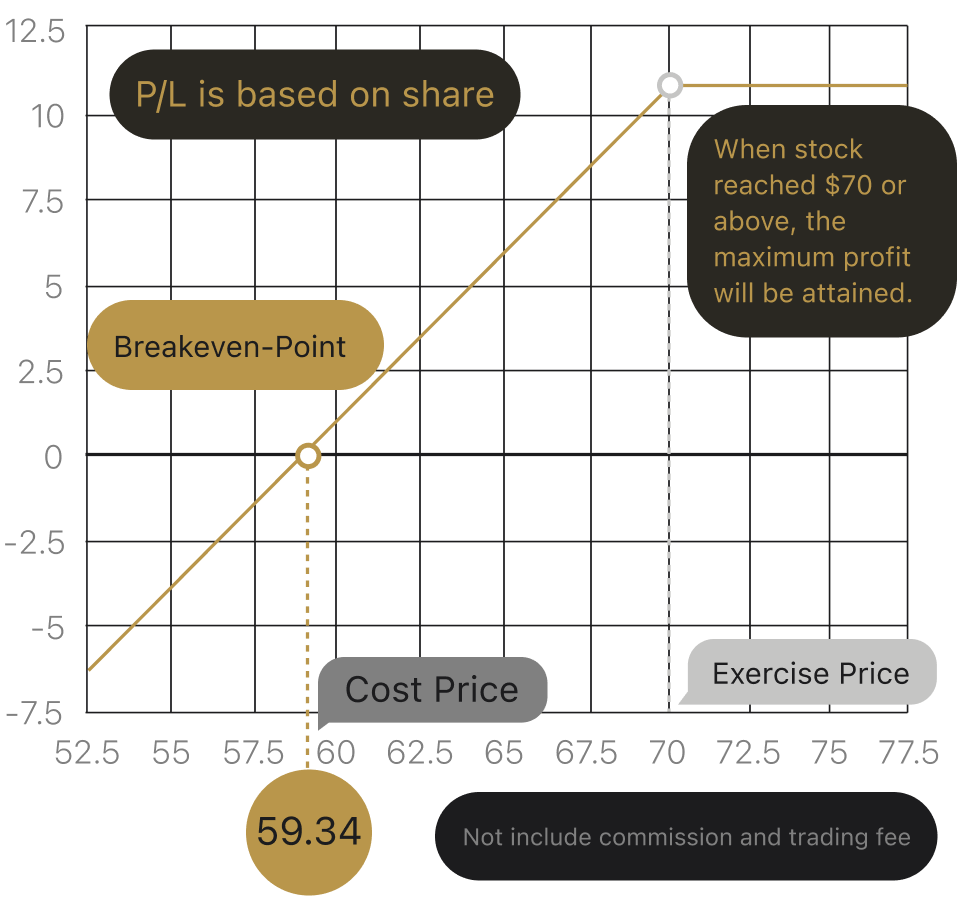 12.5
P/L is based on share
10
When stock
reached $70 or
above, the
maximum profit
will be attained.
7.5
5
Breakeven-Point
2.5
0
-2.5
-5
Exercise Price
Cost Price
-7.5
52.5 55 57.5 60 62.5 65 67.5 70 72.5 75 77.5
59.34
Not include commission and trading fee